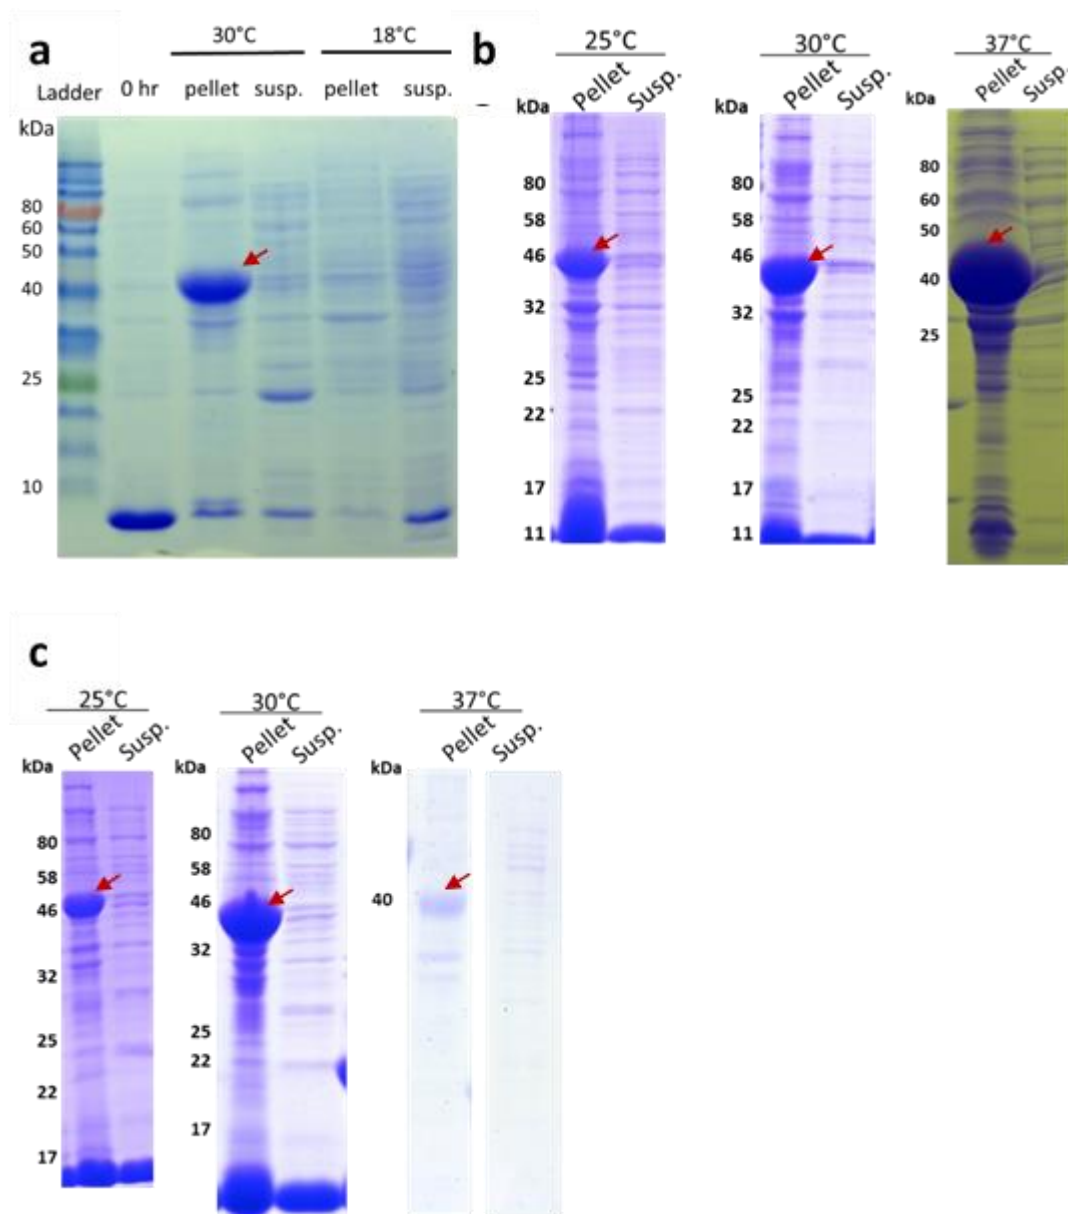 a
30°C 18°C
Ladder 0 hr pellet susp. pellet susp.
kDa
80
60
50
40
25
10
b
25°C
kDa Pellet Susp.
80
58
46
32
25
22
17
11
30°C
kDa Pellet Susp.
80
58
46
32
25
22
17
11
37°C
kDa Pellet Susp.
80
60
50
40
25
c
25°C
kDa Pellet Susp.
80
58
46
32
25
22
17
30°C
kDa Pellet Susp.
80
58
46
32
25
22
17
37°C
kDa Pellet Susp.
40